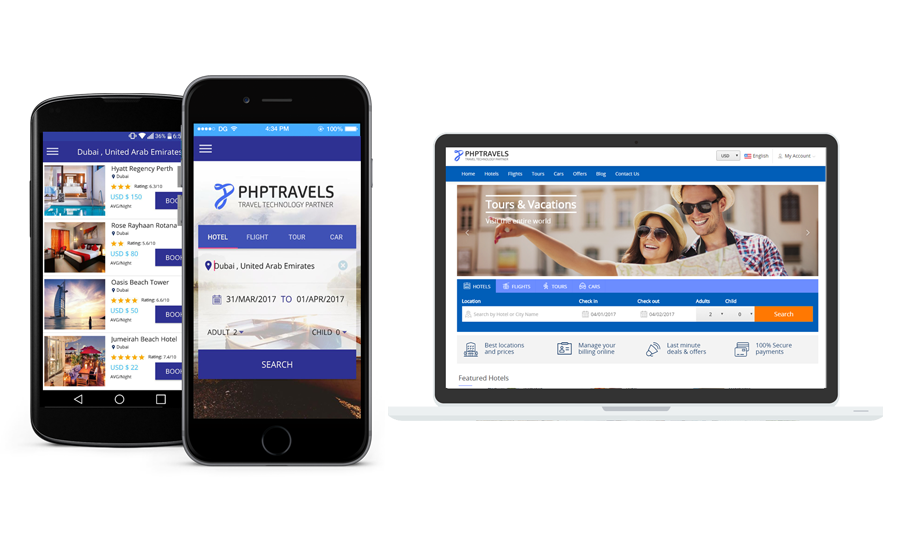 36% 6:5
Dubai , United Arab Emirates
Hyatt Regency Perth
Dubai
Rating: 6.3/10
USD $ 150
AVG/Night
BOO
Rose Rayhaan Rotana
Dubai
Rating: 5.6/10
USD $ 80
AVG/Night
BOOK
Oasis Beach Tower
Dubai
Rating: 6.6/10
USD $ 50
AVG/Night
BOOK
Jumeirah Beach Hotel
Dubai
Rating: 7.4/10
USD $ 22
AVG/Night
BOOK
DG 4:34 PM 100%
PHPTRAVELS
TRAVEL TECHNOLOGY PARTNER
HOTEL FLIGHT TOUR CAR
Dubai , United Arab Emirates
31/MAR/2017 TO 01/APR/2017
ADULT 2 CHILD 0
SEARCH
PHPTRAVELS
TRAVEL TECHNOLOGY PARTNER
USD English My Account
Home Hotels Flights Tours Cars Offers Blog Contact Us
Tours & Vacations
Visit the entire world
HOTELS FLIGHTS TOURS CARS
Location Check in Check out Adults Child
Search by Hotel or City Name 04/01/2017 04/02/2017 2 0 Search
Best locations
and prices
Manage your
billing online
Last minute
deals & offers
100% Secure
payments
Featured Hotels